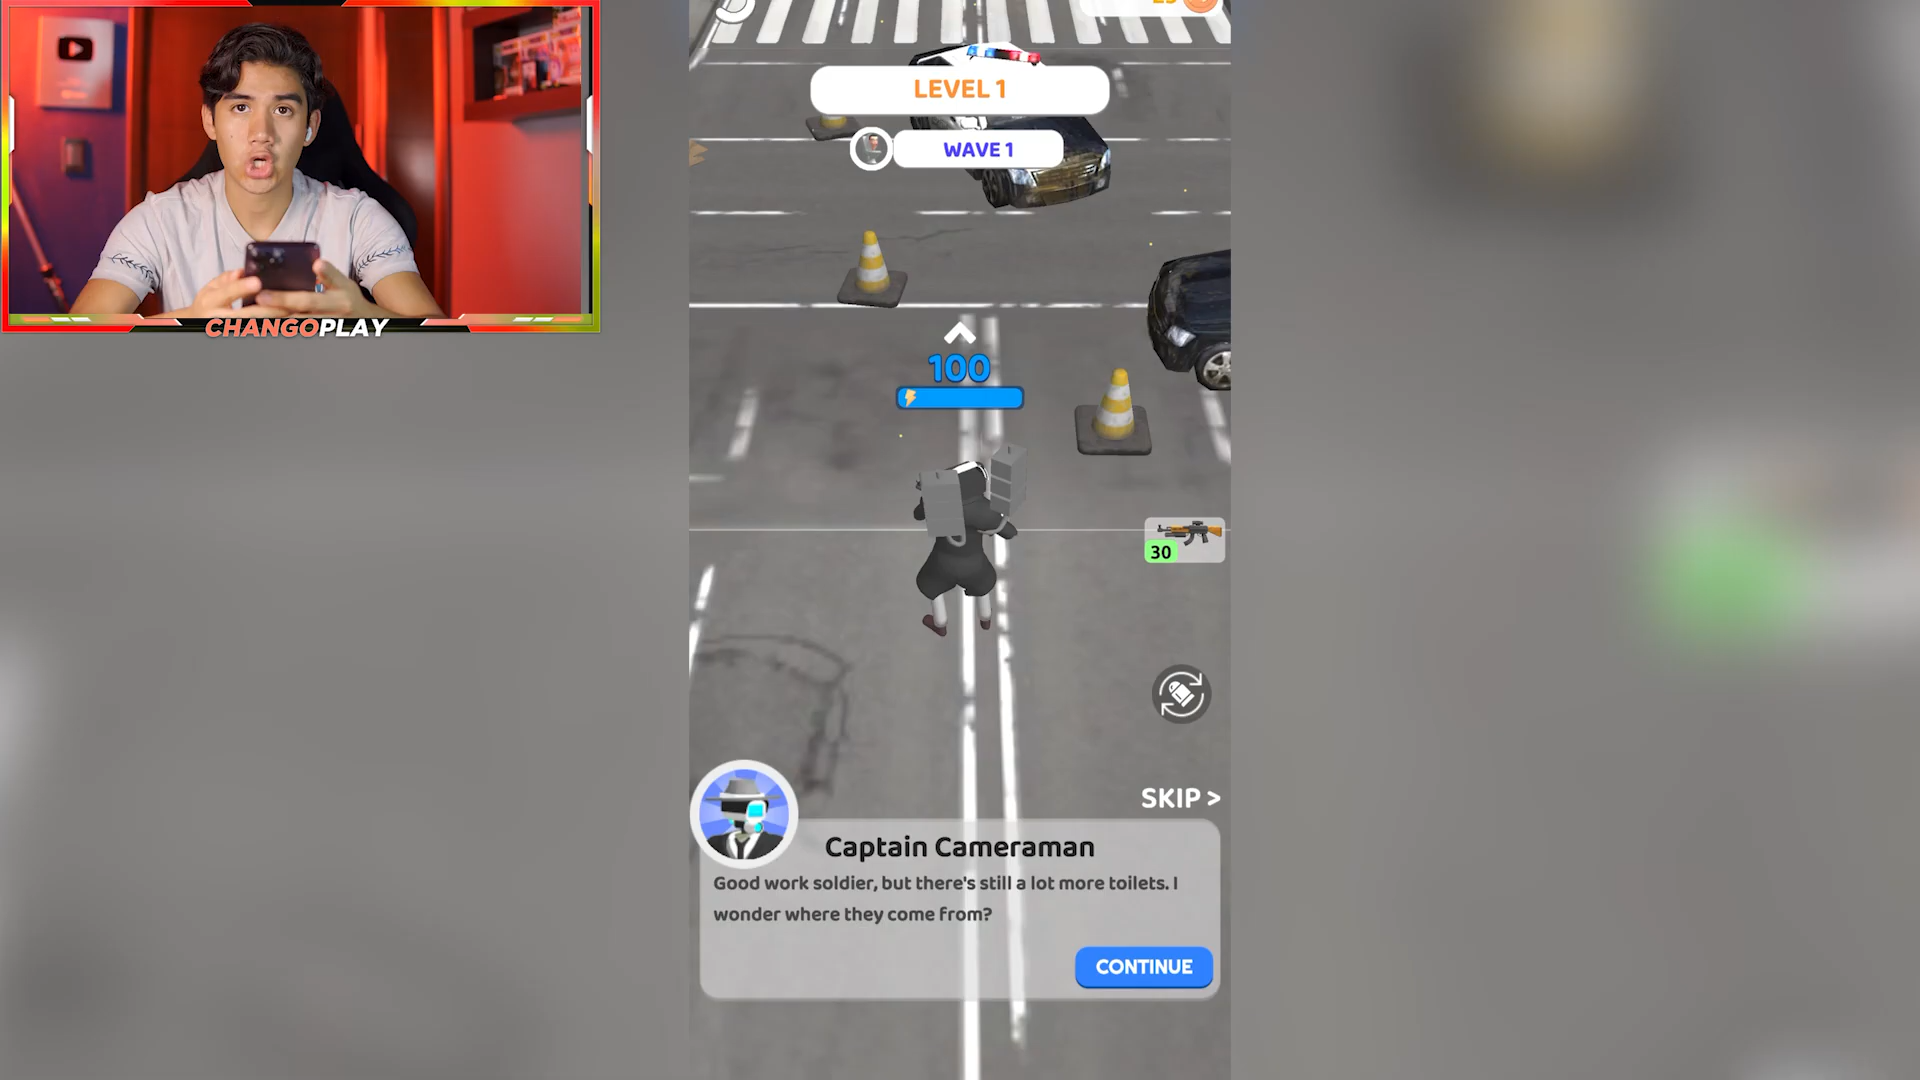 LEVEL 1
WAVE 1
CHANGOPLAY
100
30
SKIP >
Captain Cameraman
Good work soldier, but there's still a lot more toilets. I
wonder where they come from?
CONTINUE